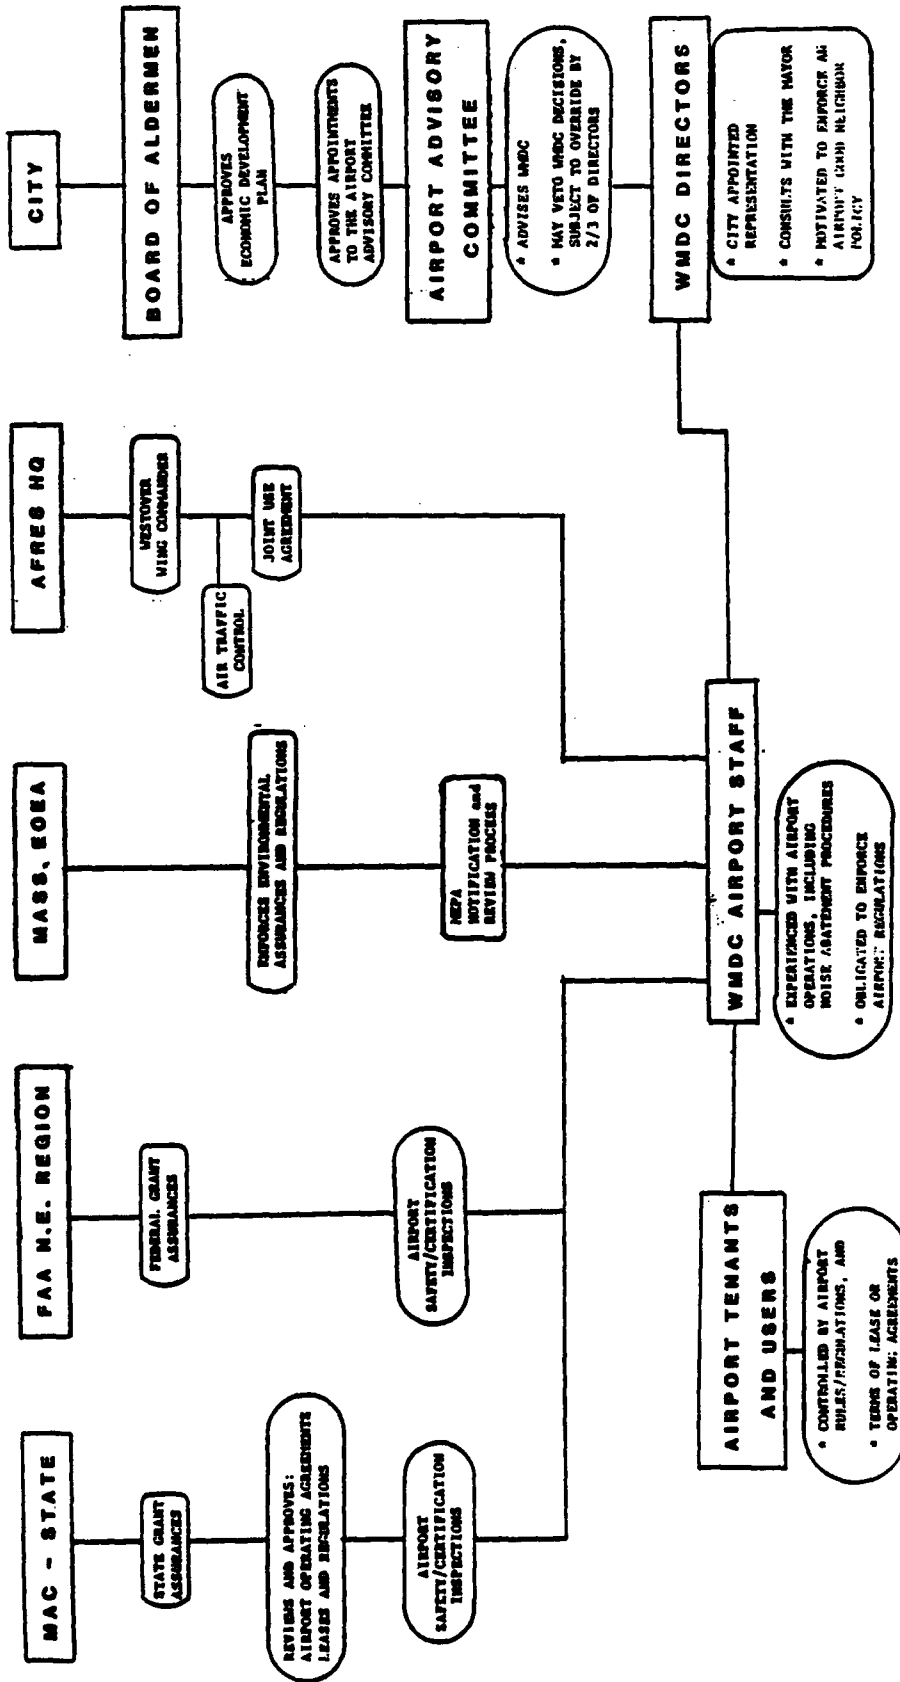 MAC - STATE
STATE GRANT
ASSURANCES
REVIEWS AND APPROVES:
AIRPORT OPERATING AGREEMENTS
LEASES AND REGULATIONS
AIRPORT
SAFETY/CERTIFICATION
INSPECTIONS
FAA N.E. REGION
FEDERAL GRANT
ASSURANCES
AIRPORT
SAFETY/CERTIFICATION
INSPECTIONS
MASS. EOEA
ENFORCES ENVIRONMENTAL
ASSURANCES AND REGULATIONS
NEPA
NOTIFICATION and
REVIEW PROCESS
AFRES HQ
WESTOVER
WING COMMANDER
AIR TRAFFIC
CONTROL
JOINT USE
AGREEMENT
CITY
BOARD OF ALDERMEN
APPROVES
ECONOMIC DEVELOPMENT
PLAN
APPROVES APPOINTMENTS
TO THE AIRPORT
ADVISORY COMMITTEE
AIRPORT ADVISORY
COMMITTEE
* ADVISES WMDC
* MAY VETO WMDC DECISIONS,
SUBJECT TO OVERRIDE BY
2/3 OF DIRECTORS
WMDC DIRECTORS
* CITY APPOINTED
REPRESENTATION
* CONSULTS WITH THE MAYOR
* MOTIVATED TO ENFORCE AN
AIRPORT GOOD NEIGHBOR
POLICY
WMDC AIRPORT STAFF
* EXPERIENCED WITH AIRPORT
OPERATIONS, INCLUDING
NOISE ABATEMENT PROCEDURES
* OBLIGATED TO ENFORCE
AIRPORT REGULATIONS
AIRPORT TENANTS
AND USERS
* CONTROLLED BY AIRPORT
RULES/REGULATIONS, AND
* TERMS OF LEASE OR
OPERATING AGREEMENTS